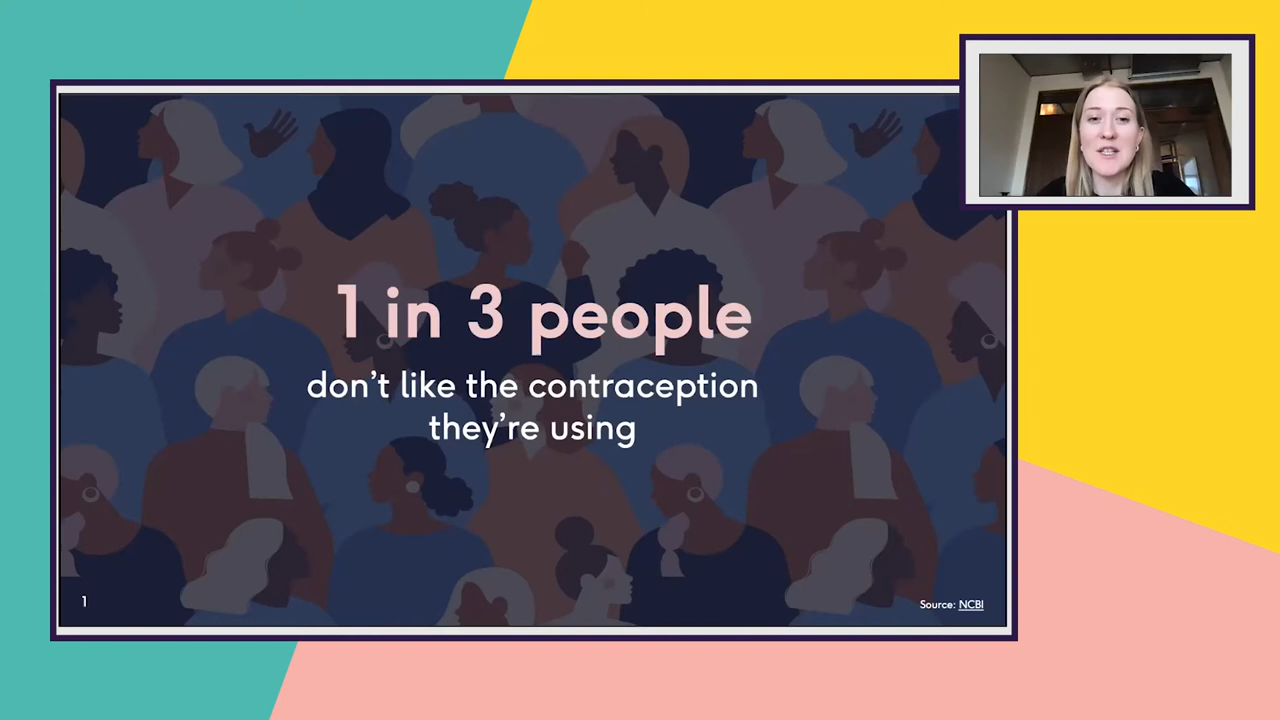 1 in 3 people
don't like the contraception
they're using
1
Source: NCBI